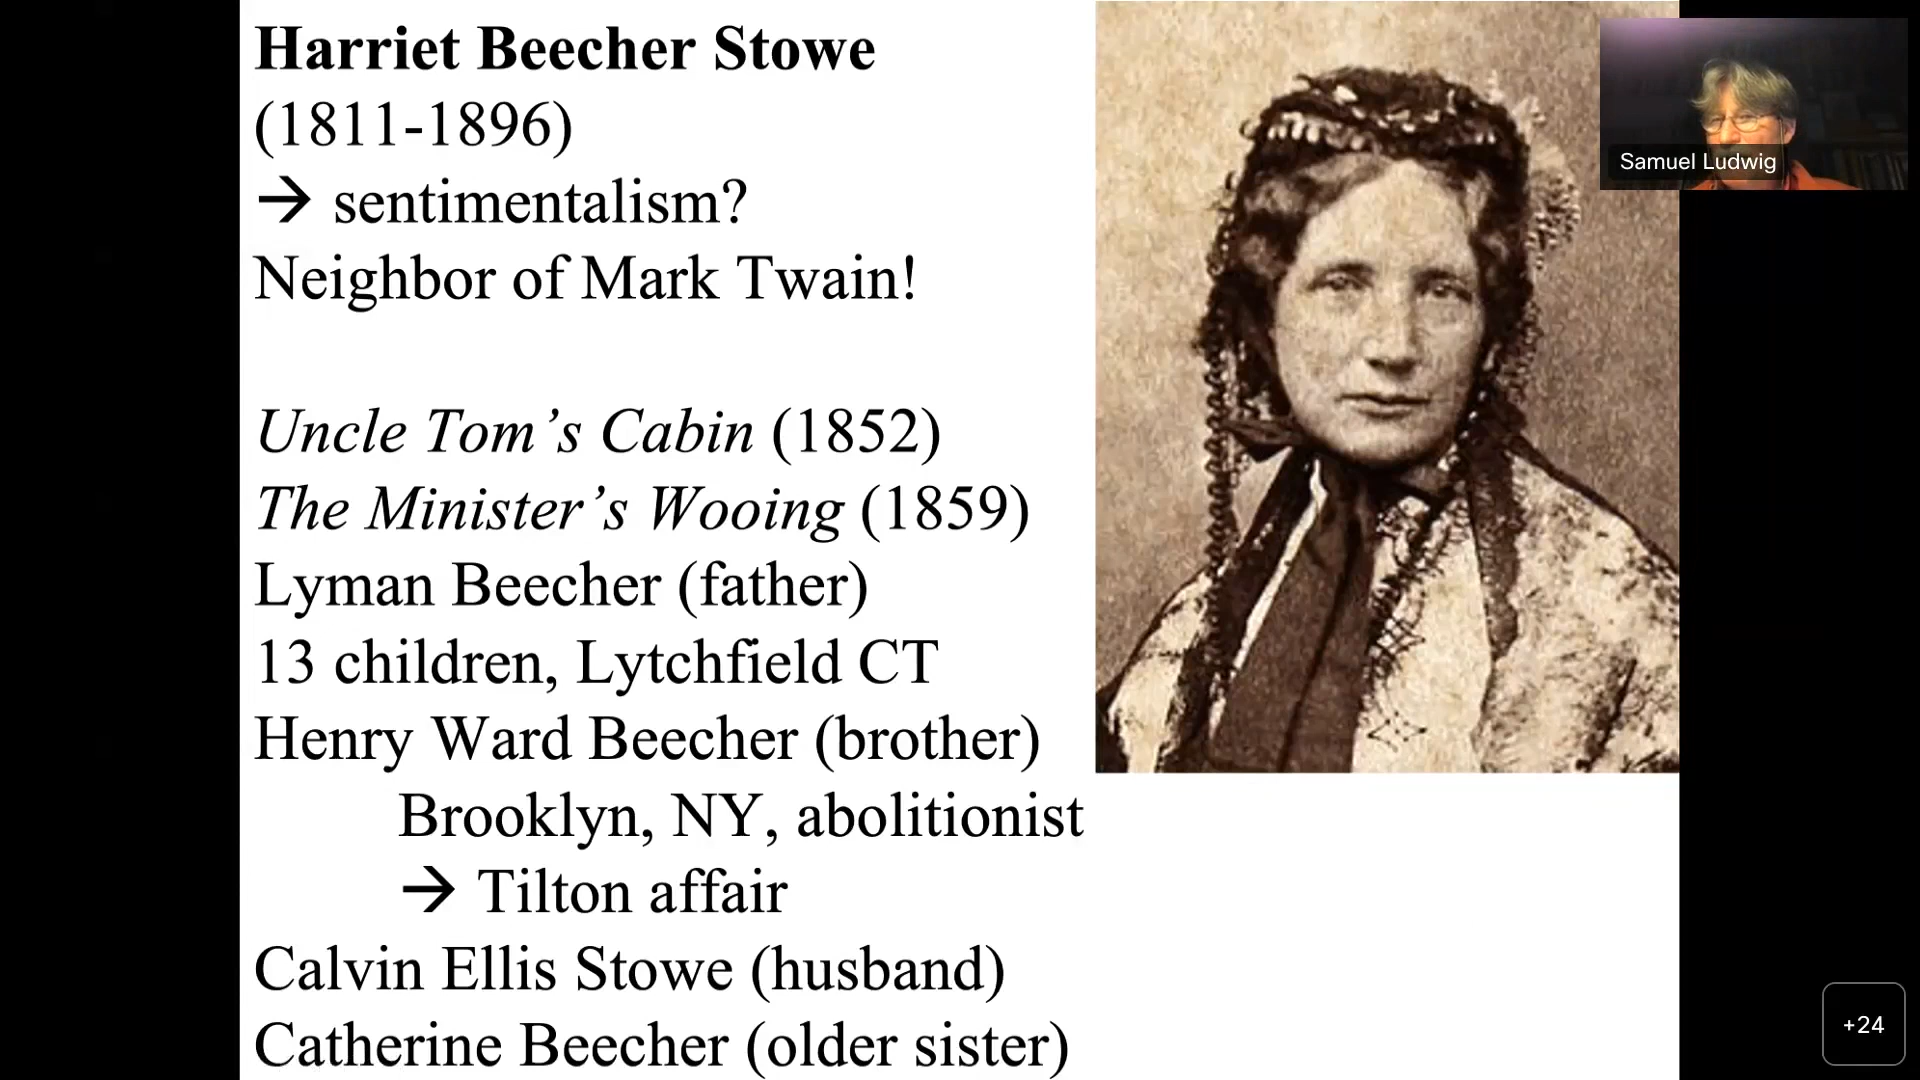 Harriet Beecher Stowe
(1811-1896)
→ sentimentalism?
Neighbor of Mark Twain!
Uncle Tom’s Cabin (1852)
The Minister’s Wooing (1859)
Lyman Beecher (father)
13 children, Lytchfield CT
Henry Ward Beecher (brother)
Brooklyn, NY, abolitionist
→ Tilton affair
Calvin Ellis Stowe (husband)
Catherine Beecher (older sister)
Samuel Ludwig
+24